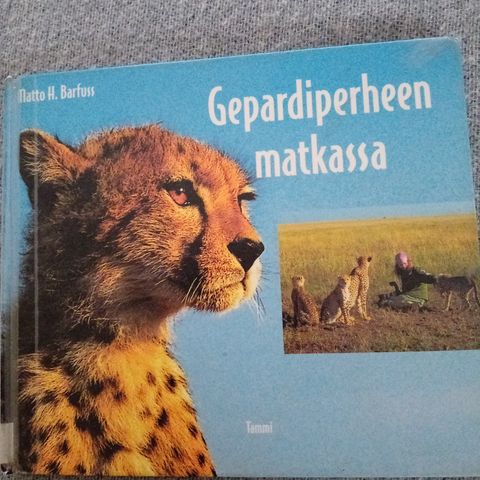 Matto H. Barfuss
Gepardiperheen
matkassa
Tammi